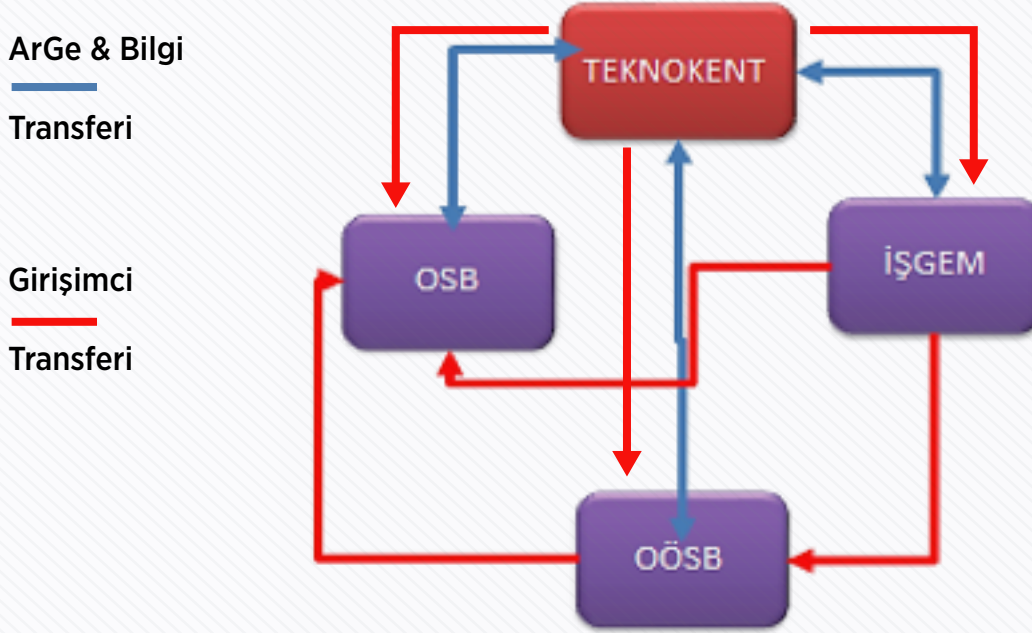 ArGe & Bilgi
Transferi
Girişimci
Transferi
TEKNOKENT
OSB
İŞGEM
OÖSB